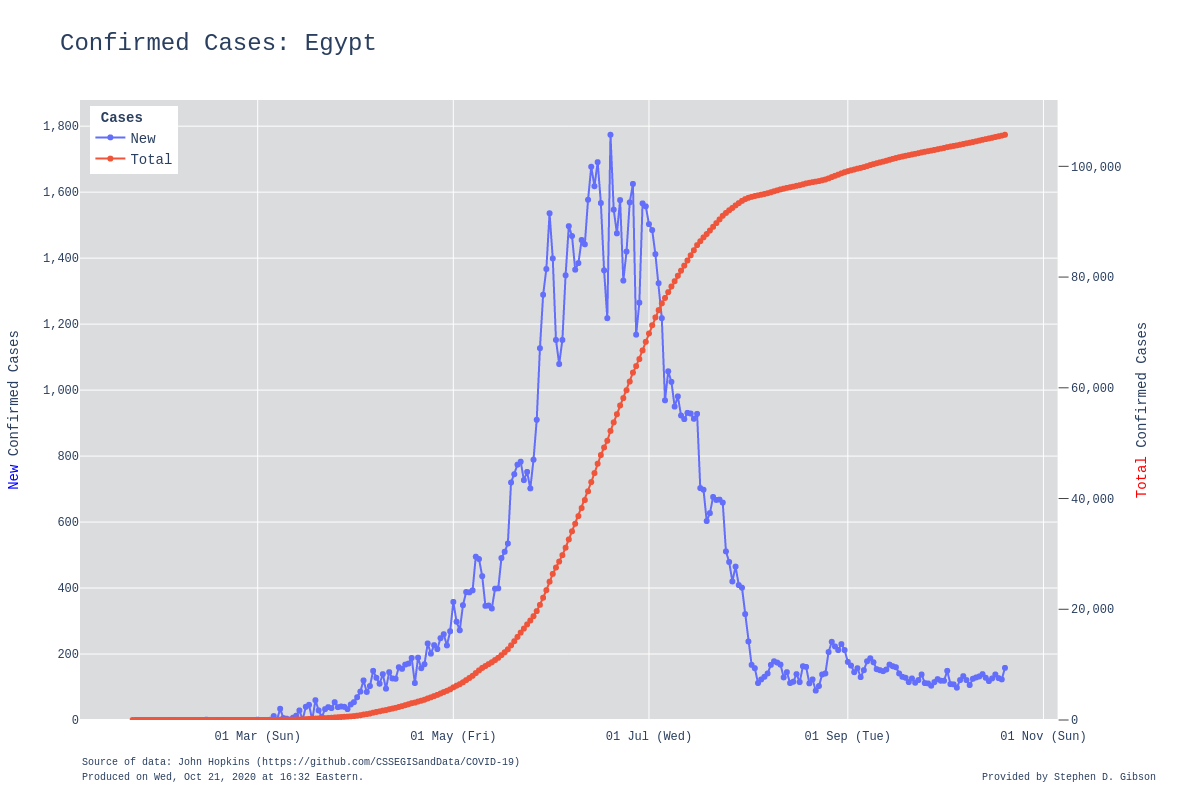 Confirmed Cases: Egypt
Cases
New
Total
1,800
1,600
1,400
1,200
1,000
800
600
400
200
0
100,000
80,000
60,000
40,000
20,000
0
New Confirmed Cases
Total Confirmed Cases
01 Mar (Sun)
01 May (Fri)
01 Jul (Wed)
01 Sep (Tue)
01 Nov (Sun)
Source of data: John Hopkins (https://github.com/CSSEGISandData/COVID-19)
Produced on Wed, Oct 21, 2020 at 16:32 Eastern.
Provided by Stephen D. Gibson